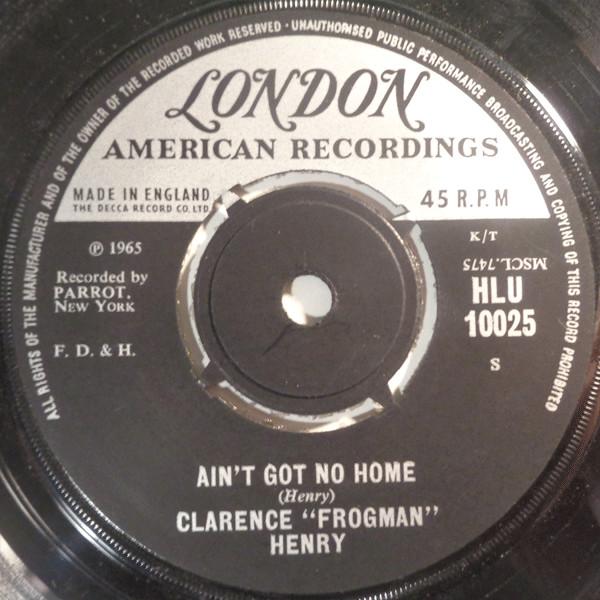 ALL RIGHTS OF THE MANUFACTURER AND OF THE OWNER OF THE RECORDED WORK RESERVED · UNAUTHORISED PUBLIC PERFORMANCE BROADCASTING AND COPYING OF THIS RECORD PROHIBITED
LONDON
AMERICAN RECORDINGS
MADE IN ENGLAND
THE DECCA RECORD CO. LTD.
45 R.P.M
℗ 1965
K/T
MSCL.7475
Recorded by
PARROT,
NEW YORK
HLU
10025
F. D. & H.
S
AIN'T GOT NO HOME
(Henry)
CLARENCE "FROGMAN"
HENRY